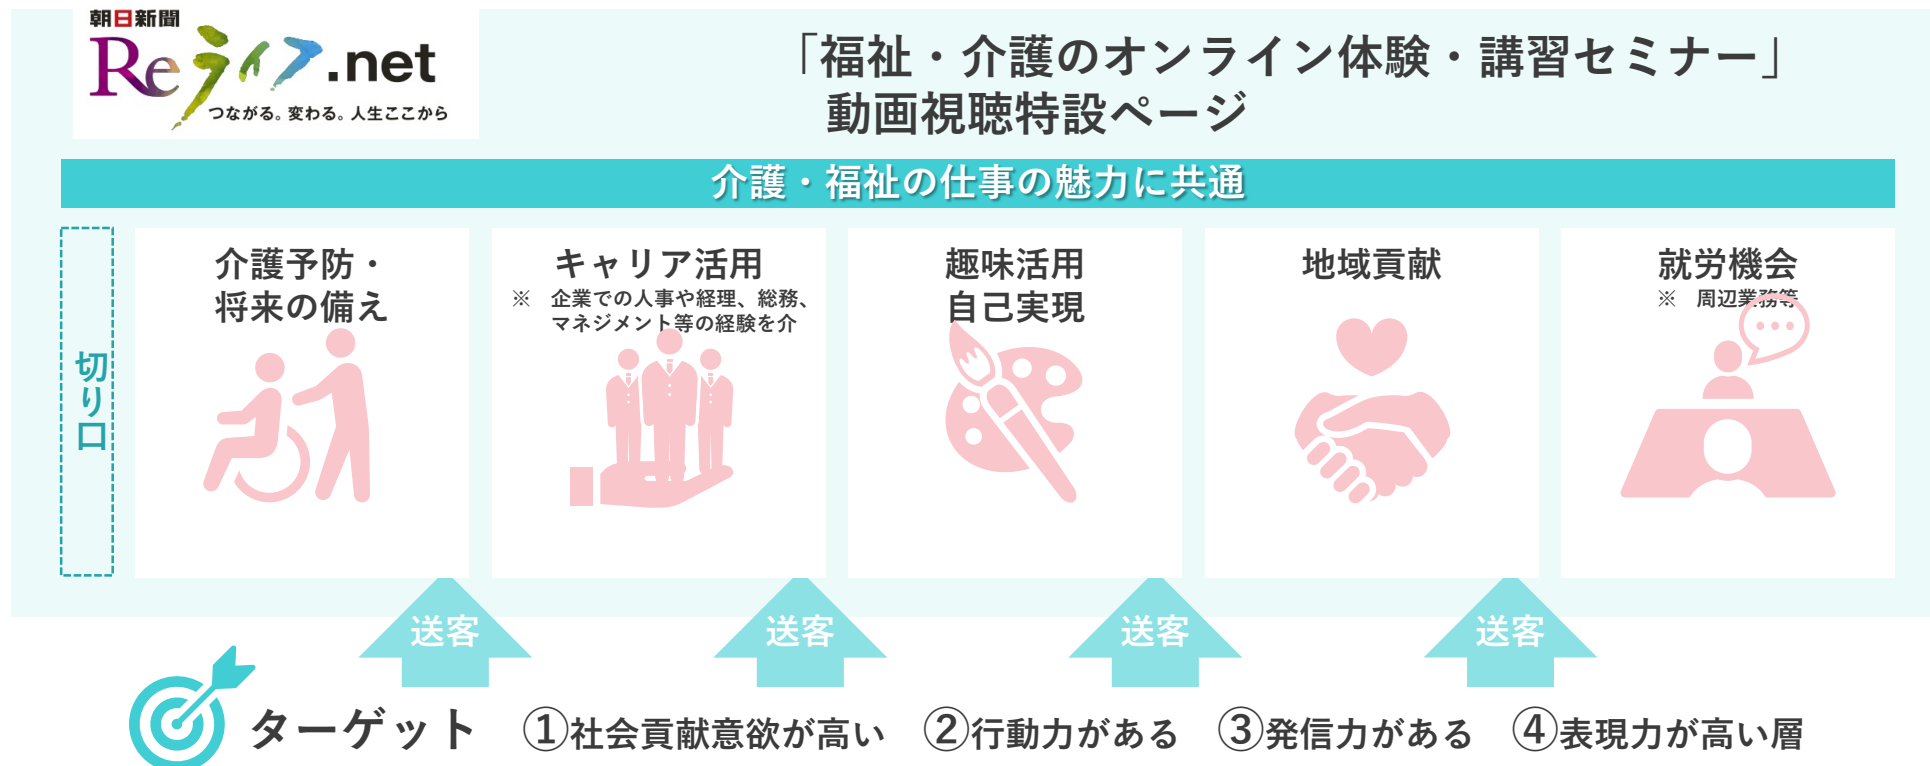 朝日新聞
Reライフ.net
つながる。変わる。人生ここから
「福祉・介護のオンライン体験・講習セミナー」
動画視聴特設ページ
介護・福祉の仕事の魅力に共通
切り口
介護予防・
将来の備え
キャリア活用
※ 企業での人事や経理、総務、
マネジメント等の経験を介
趣味活用
自己実現
地域貢献
就労機会
※ 周辺業務等
送客
送客
送客
送客
ターゲット ①社会貢献意欲が高い ②行動力がある ③発信力がある ④表現力が高い層